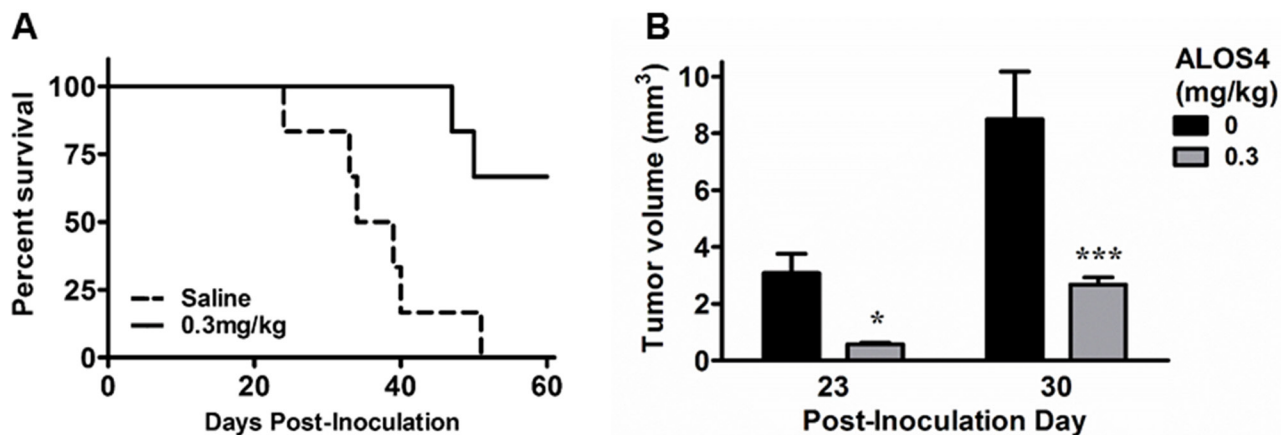 A
Percent survival
100
75
50
25
0
Saline
0.3mg/kg
0 20 40 60
Days Post-Inoculation
B
Tumor volume (mm³)
10
8
6
4
2
0
*
***
23 30
Post-Inoculation Day
ALOS4
(mg/kg)
0
0.3